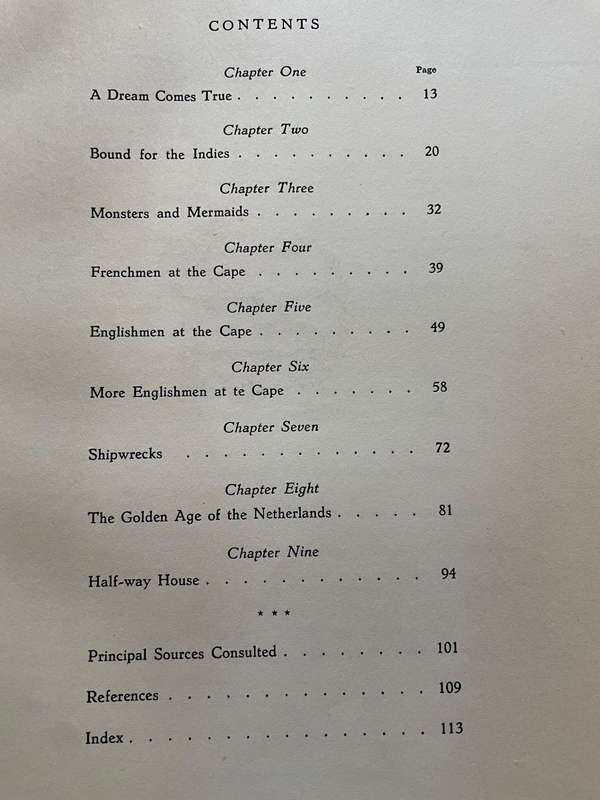 CONTENTS
Chapter One Page
A Dream Comes True . . . . . . . . . . 13
Chapter Two
Bound for the Indies . . . . . . . . . . 20
Chapter Three
Monsters and Mermaids . . . . . . . . . 32
Chapter Four
Frenchmen at the Cape . . . . . . . . . 39
Chapter Five
Englishmen at the Cape . . . . . . . . . 49
Chapter Six
More Englishmen at te Cape . . . . . . . 58
Chapter Seven
Shipwrecks . . . . . . . . . . . . . 72
Chapter Eight
The Golden Age of the Netherlands . . . . . 81
Chapter Nine
Half-way House . . . . . . . . . . . . 94
* * *
Principal Sources Consulted . . . . . . . . 101
References . . . . . . . . . . . . . . 109
Index . . . . . . . . . . . . . . . . 113